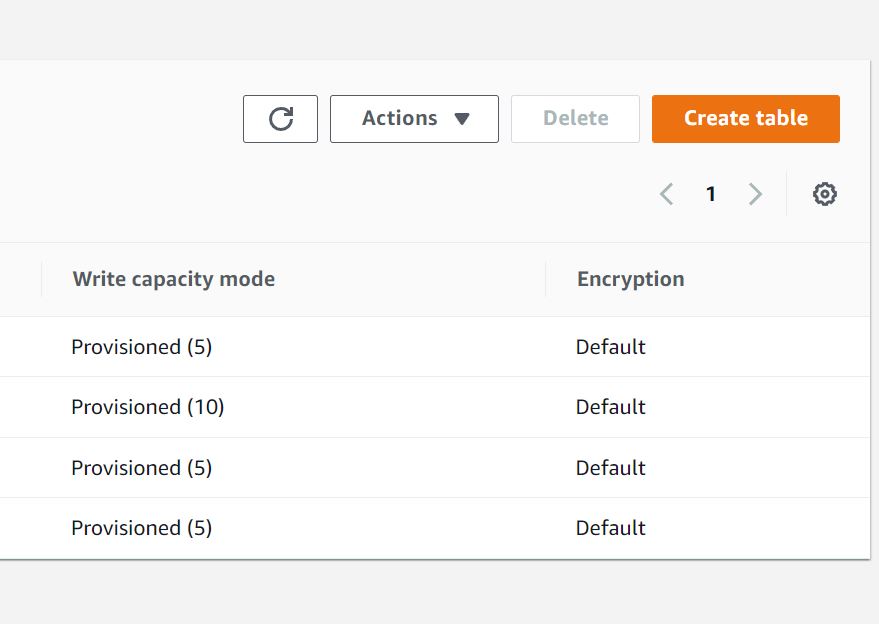 Actions Delete Create table
1
Write capacity mode Encryption
Provisioned (5) Default
Provisioned (10) Default
Provisioned (5) Default
Provisioned (5) Default